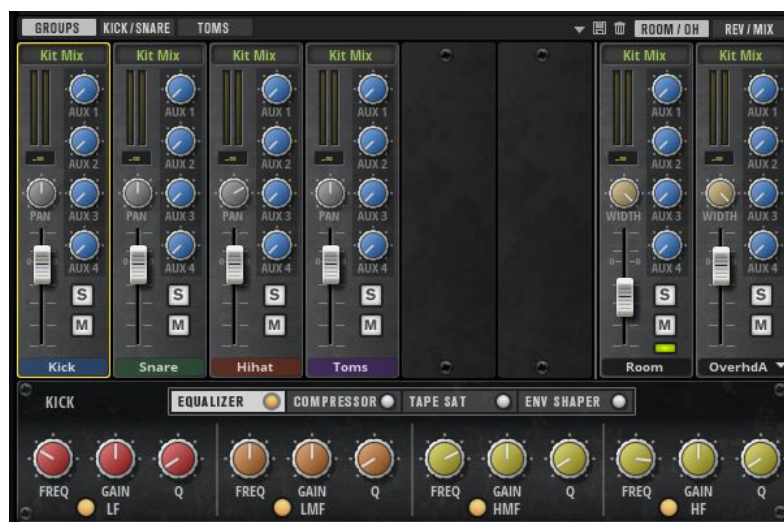 GROUPS KICK/SNARE TOMS ROOM / OH REV / MIX
Kit Mix Kit Mix Kit Mix Kit Mix Kit Mix Kit Mix
AUX 1 AUX 1 AUX 1 AUX 1 AUX 1 AUX 1
-∞ AUX 2 -∞ AUX 2 -∞ AUX 2 -∞ AUX 2 -∞ AUX 2 -∞ AUX 2
PAN AUX 3 PAN AUX 3 PAN AUX 3 PAN AUX 3 WIDTH AUX 3 WIDTH AUX 3
AUX 4 AUX 4 AUX 4 AUX 4 AUX 4 AUX 4
S S S S S S
M M M M M M
Kick Snare Hihat Toms Room OverhdA
KICK EQUALIZER COMPRESSOR TAPE SAT ENV SHAPER
FREQ GAIN Q FREQ GAIN Q FREQ GAIN Q FREQ GAIN Q
LF LMF HMF HF